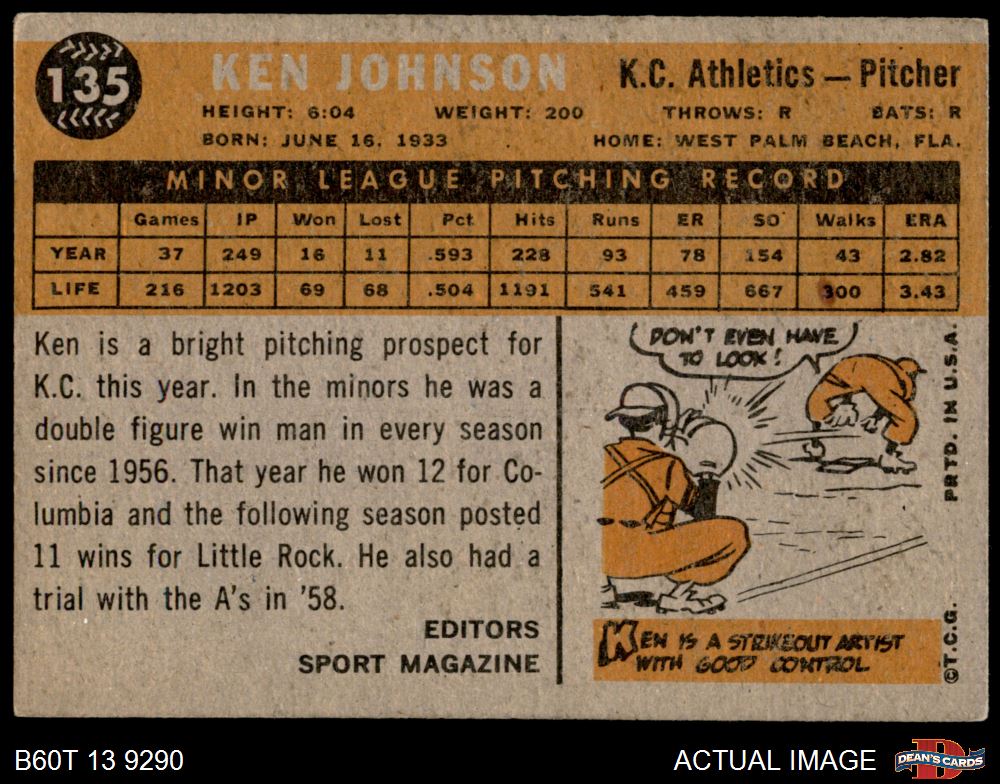 135
KEN JOHNSON
K.C. Athletics — Pitcher
HEIGHT: 6:04 WEIGHT: 200 THROWS: R BATS: R
BORN: JUNE 16, 1933 HOME: WEST PALM BEACH, FLA.
MINOR LEAGUE PITCHING RECORD
Games IP Won Lost Pct. Hits Runs ER SO Walks ERA
YEAR 37 249 16 11 .593 228 93 78 154 43 2.82
LIFE 216 1203 69 68 .504 1191 541 459 667 300 3.43
Ken is a bright pitching prospect for
K.C. this year. In the minors he was a
double figure win man in every season
since 1956. That year he won 12 for Co-
lumbia and the following season posted
11 wins for Little Rock. He also had a
trial with the A's in '58.
EDITORS
SPORT MAGAZINE
DON'T EVEN HAVE
TO LOOK!
KEN IS A STRIKEOUT ARTIST
WITH GOOD CONTROL
PRTD. IN U.S.A.
©T.C.G.
B60T 13 9290
ACTUAL IMAGE
D
DEAN'S CARDS